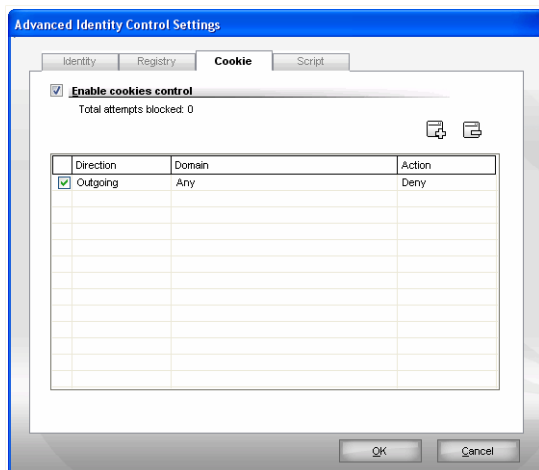 Advanced Identity Control Settings
Identity Registry Cookie Script
Enable cookies control
Total attempts blocked: 0
Direction Domain Action
Outgoing Any Deny
OK Cancel